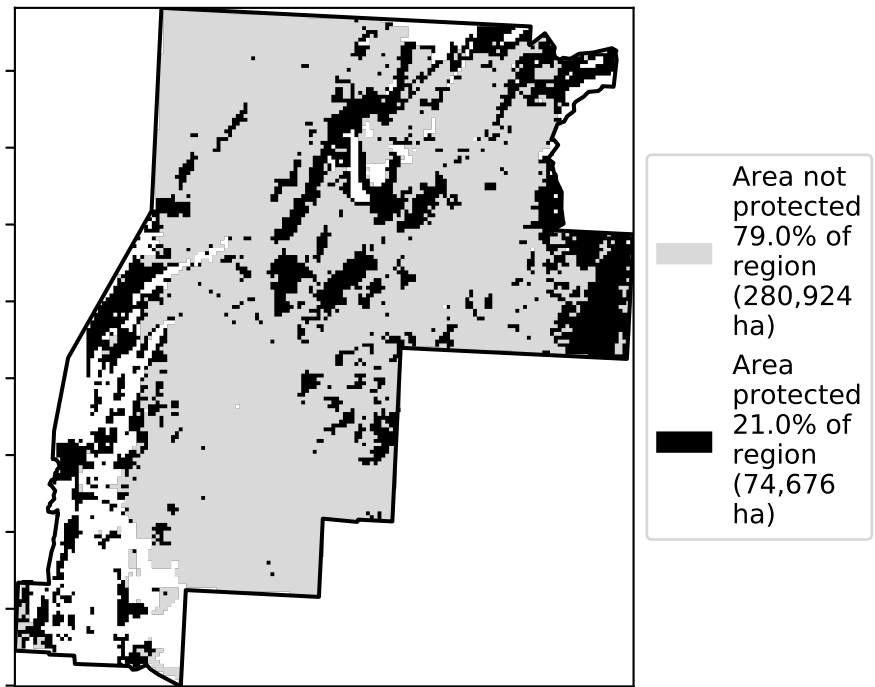 Area not
protected
79.0% of
region
(280,924
ha)
Area
protected
21.0% of
region
(74,676
ha)